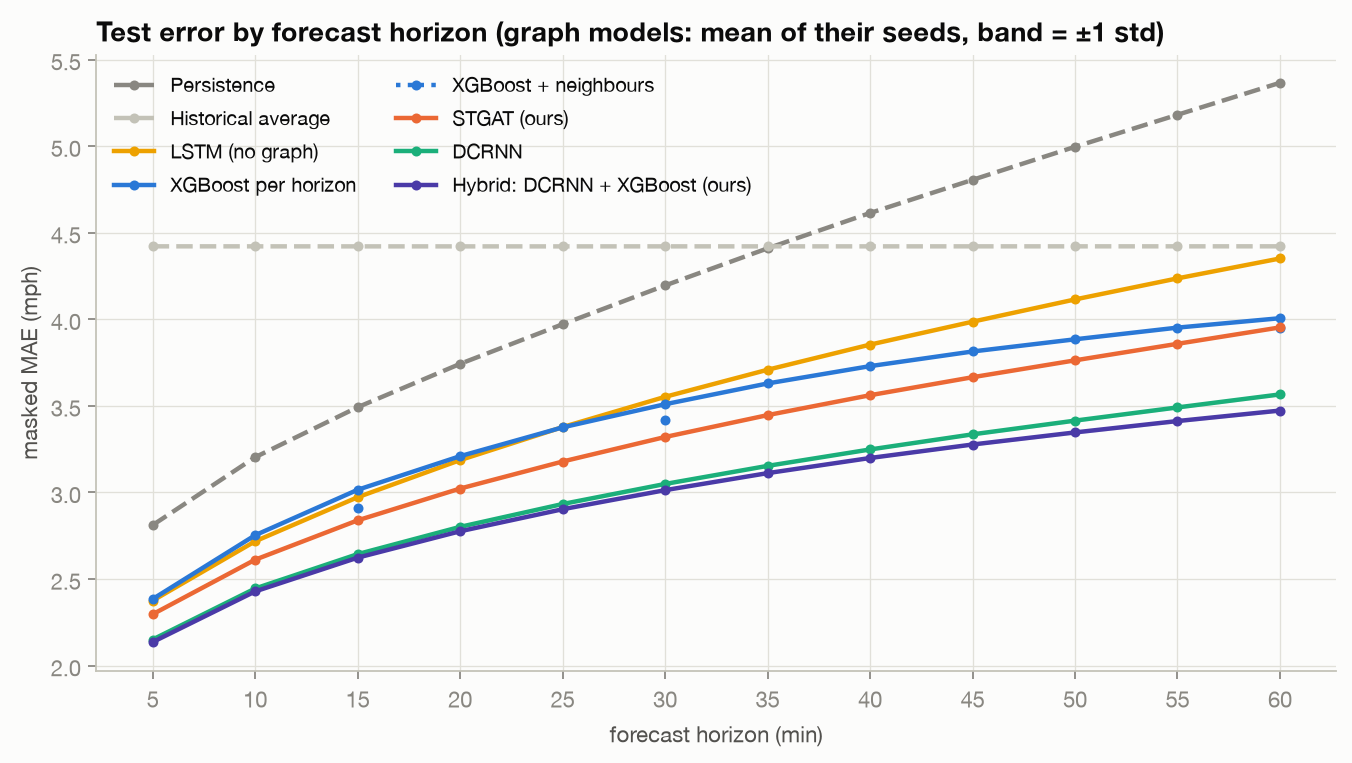 Test error by forecast horizon (graph models: mean of their seeds, band = ±1 std)
Persistence
Historical average
LSTM (no graph)
XGBoost per horizon
XGBoost + neighbours
STGAT (ours)
DCRNN
Hybrid: DCRNN + XGBoost (ours)
masked MAE (mph)
5.5
5.0
4.5
4.0
3.5
3.0
2.5
2.0
5 10 15 20 25 30 35 40 45 50 55 60
forecast horizon (min)